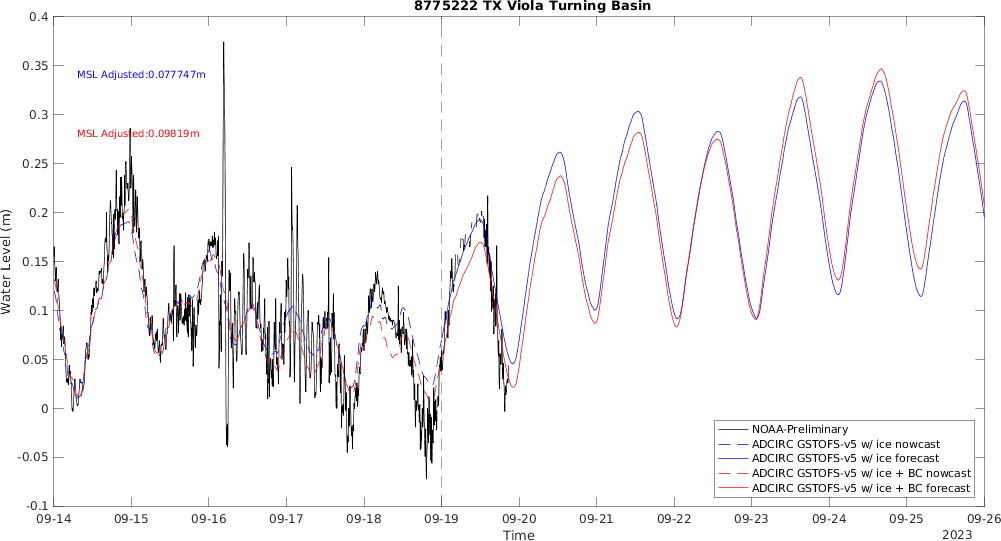 8775222 TX Viola Turning Basin
0.4
0.35
0.3
0.25
0.2
0.15
0.1
0.05
0
-0.05
-0.1
Water Level (m)
MSL Adjusted:0.077747m
MSL Adjusted:0.09819m
NOAA-Preliminary
ADCIRC GSTOFS-v5 w/ ice nowcast
ADCIRC GSTOFS-v5 w/ ice forecast
ADCIRC GSTOFS-v5 w/ ice + BC nowcast
ADCIRC GSTOFS-v5 w/ ice + BC forecast
09-14 09-15 09-16 09-17 09-18 09-19 09-20 09-21 09-22 09-23 09-24 09-25 09-26
Time
2023